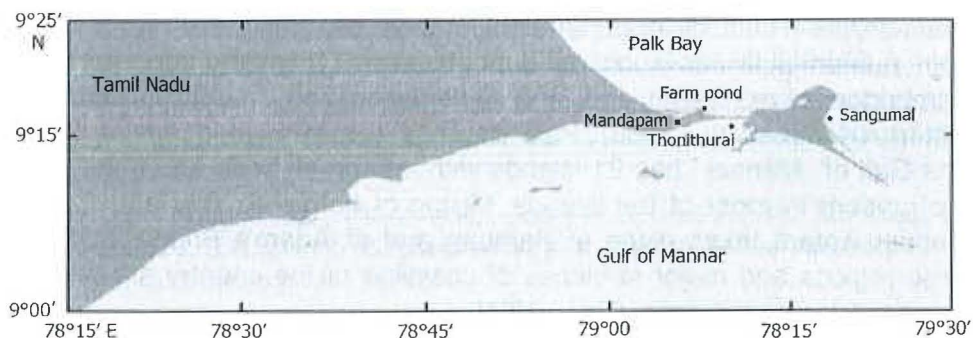 9°25'
N
Palk Bay
Tamil Nadu
Farm pond
Mandapam
Sangumal
9°15'
Thonithurai
Gulf of Mannar
9°00'
78°15' E
78°30'
78°45'
79°00
78°15'
79°30'